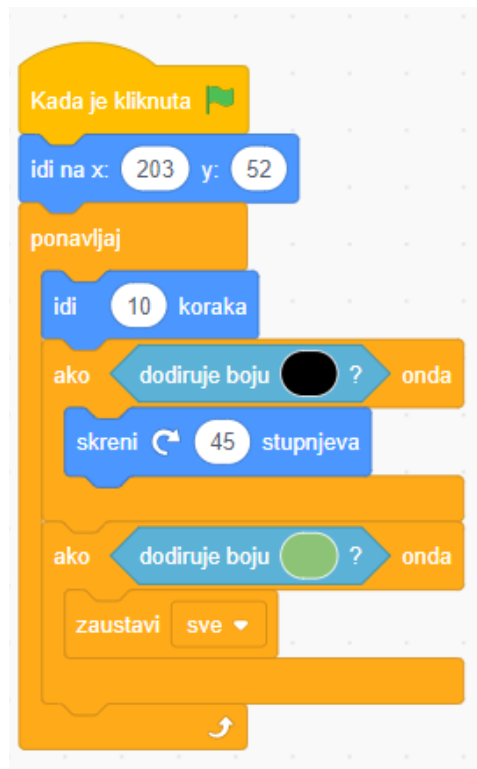 Kada je kliknuta
idi na x: 203 y: 52
ponavljaj
idi 10 koraka
ako dodiruje boju ? onda
skreni 45 stupnjeva
ako dodiruje boju ? onda
zaustavi sve